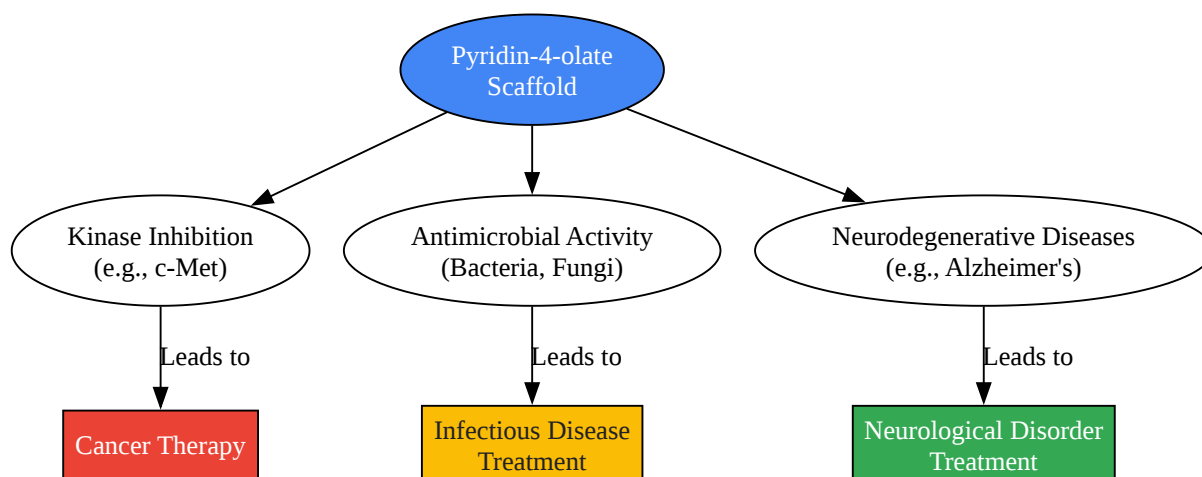 Pyridin-4-olate
Scaffold
Kinase Inhibition
(e.g., c-Met)
Antimicrobial Activity
(Bacteria, Fungi)
Neurodegenerative Diseases
(e.g., Alzheimer's)
Leads to
Leads to
Leads to
Cancer Therapy
Infectious Disease
Treatment
Neurological Disorder
Treatment